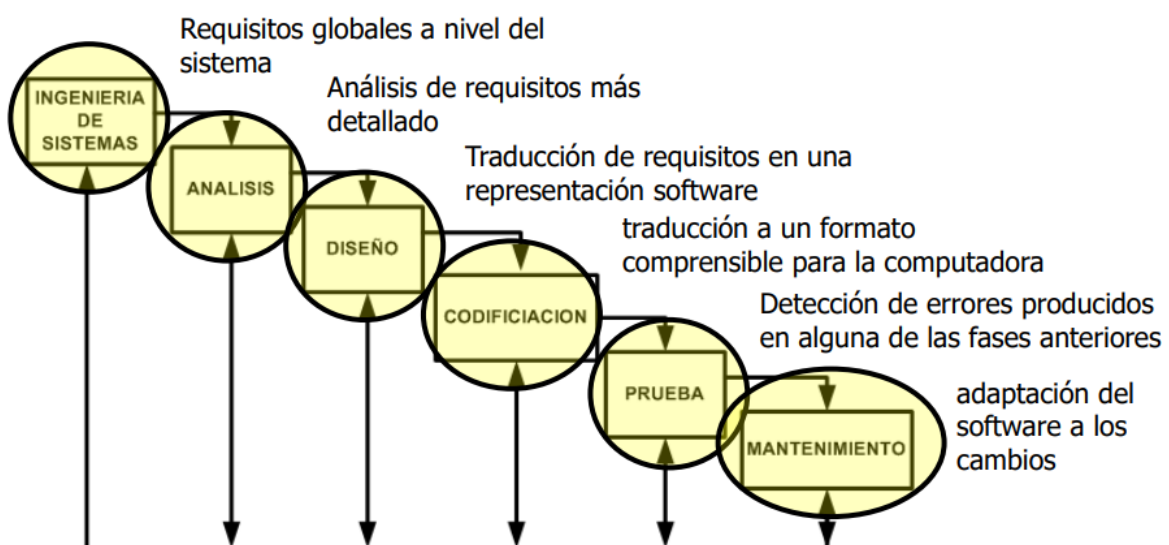 Requisitos globales a nivel del
sistema
INGENIERIA
DE
SISTEMAS
Análisis de requisitos más
detallado
ANALISIS
Traducción de requisitos en una
representación software
DISEÑO
traducción a un formato
comprensible para la computadora
CODIFICIACION
Detección de errores producidos
en alguna de las fases anteriores
PRUEBA
adaptación del
software a los
cambios
MANTENIMIENTO